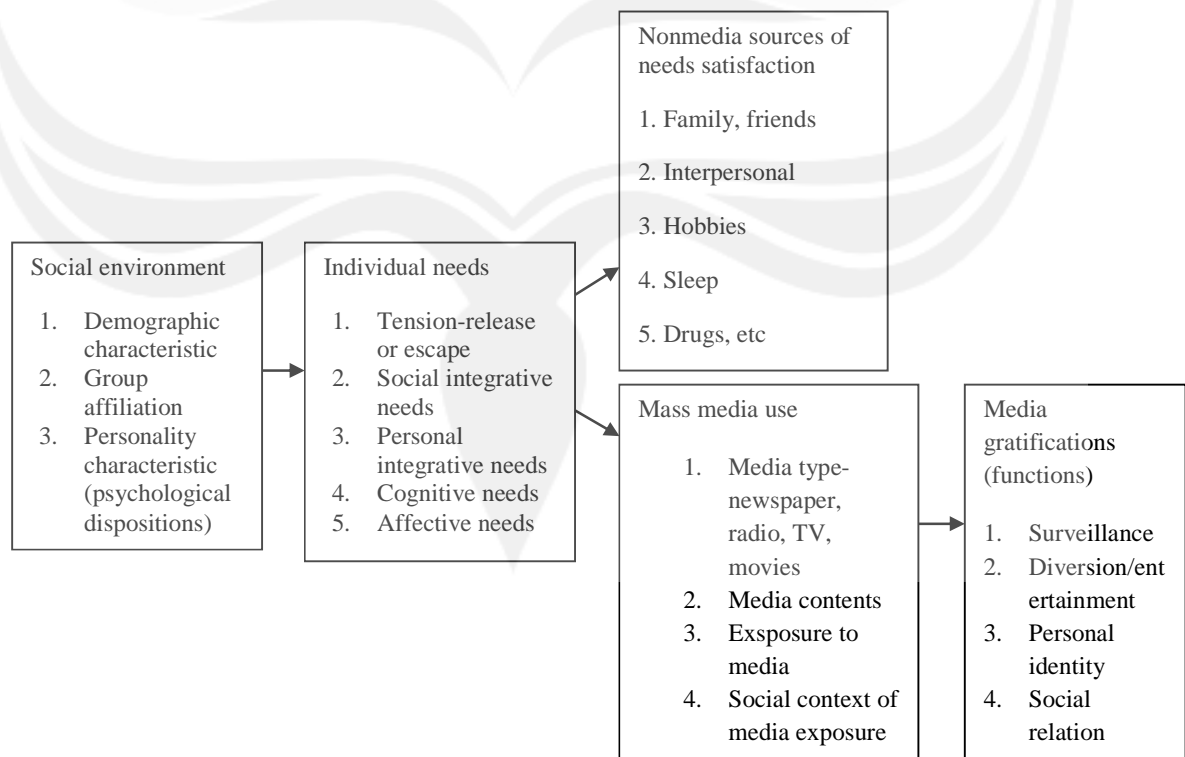 Nonmedia sources of
needs satisfaction
1. Family, friends
2. Interpersonal
3. Hobbies
4. Sleep
5. Drugs, etc
Social environment
1. Demographic
characteristic
2. Group
affiliation
3. Personality
characteristic
(psychological
dispositions)
Individual needs
1. Tension-release
or escape
2. Social integrative
needs
3. Personal
integrative needs
4. Cognitive needs
5. Affective needs
Mass media use
1. Media type-
newspaper,
radio, TV,
movies
2. Media contents
3. Exsposure to
media
4. Social context of
media exposure
Media
gratifications
(functions)
1. Surveillance
2. Diversion/ent
ertainment
3. Personal
identity
4. Social
relation